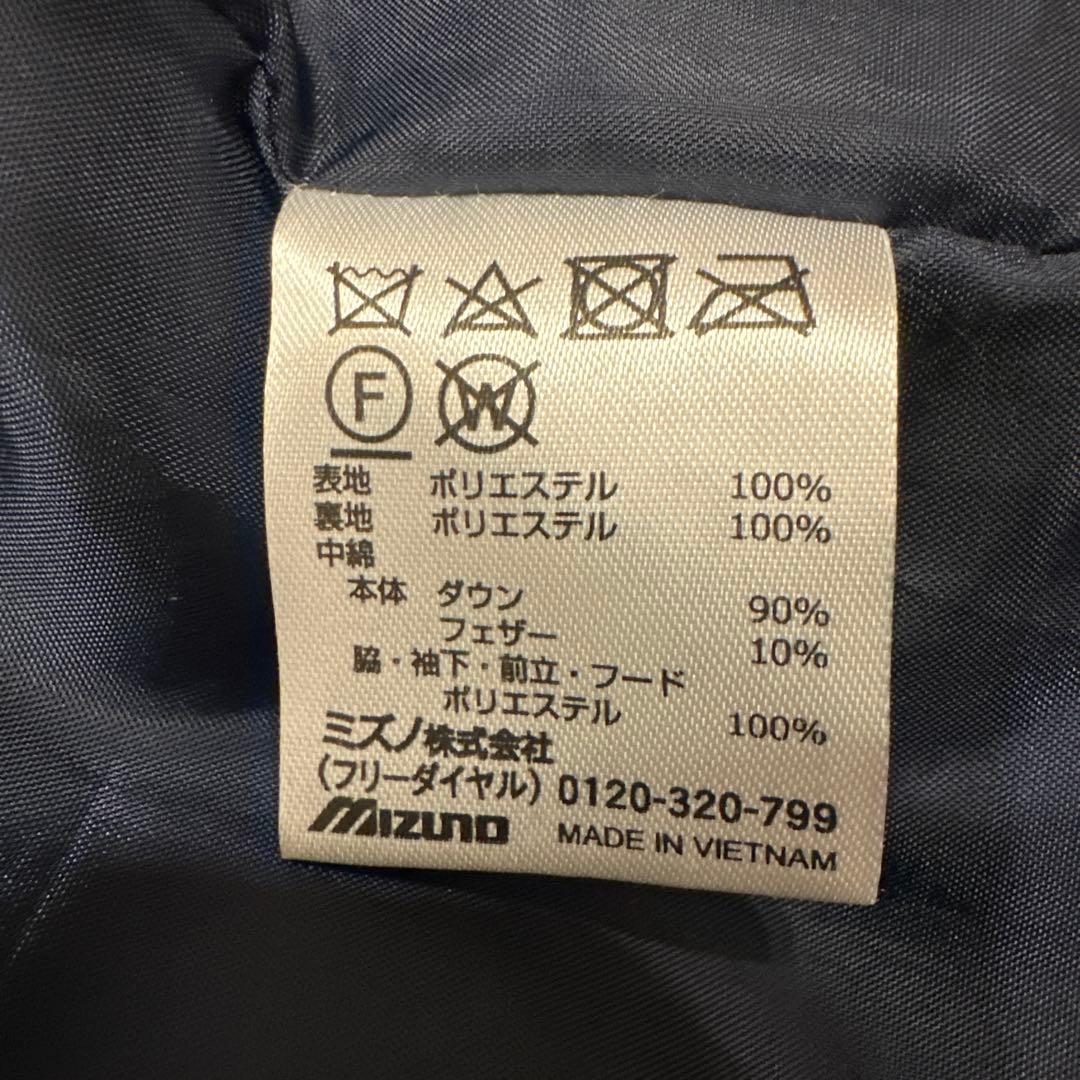 F W
表地 ポリエステル 100%
裏地 ポリエステル 100%
中綿
本体 ダウン 90%
フェザー 10%
脇・袖下・前立・フード
ポリエステル 100%
ミズノ株式会社
(フリーダイヤル) 0120-320-799
MIZUNO MADE IN VIETNAM